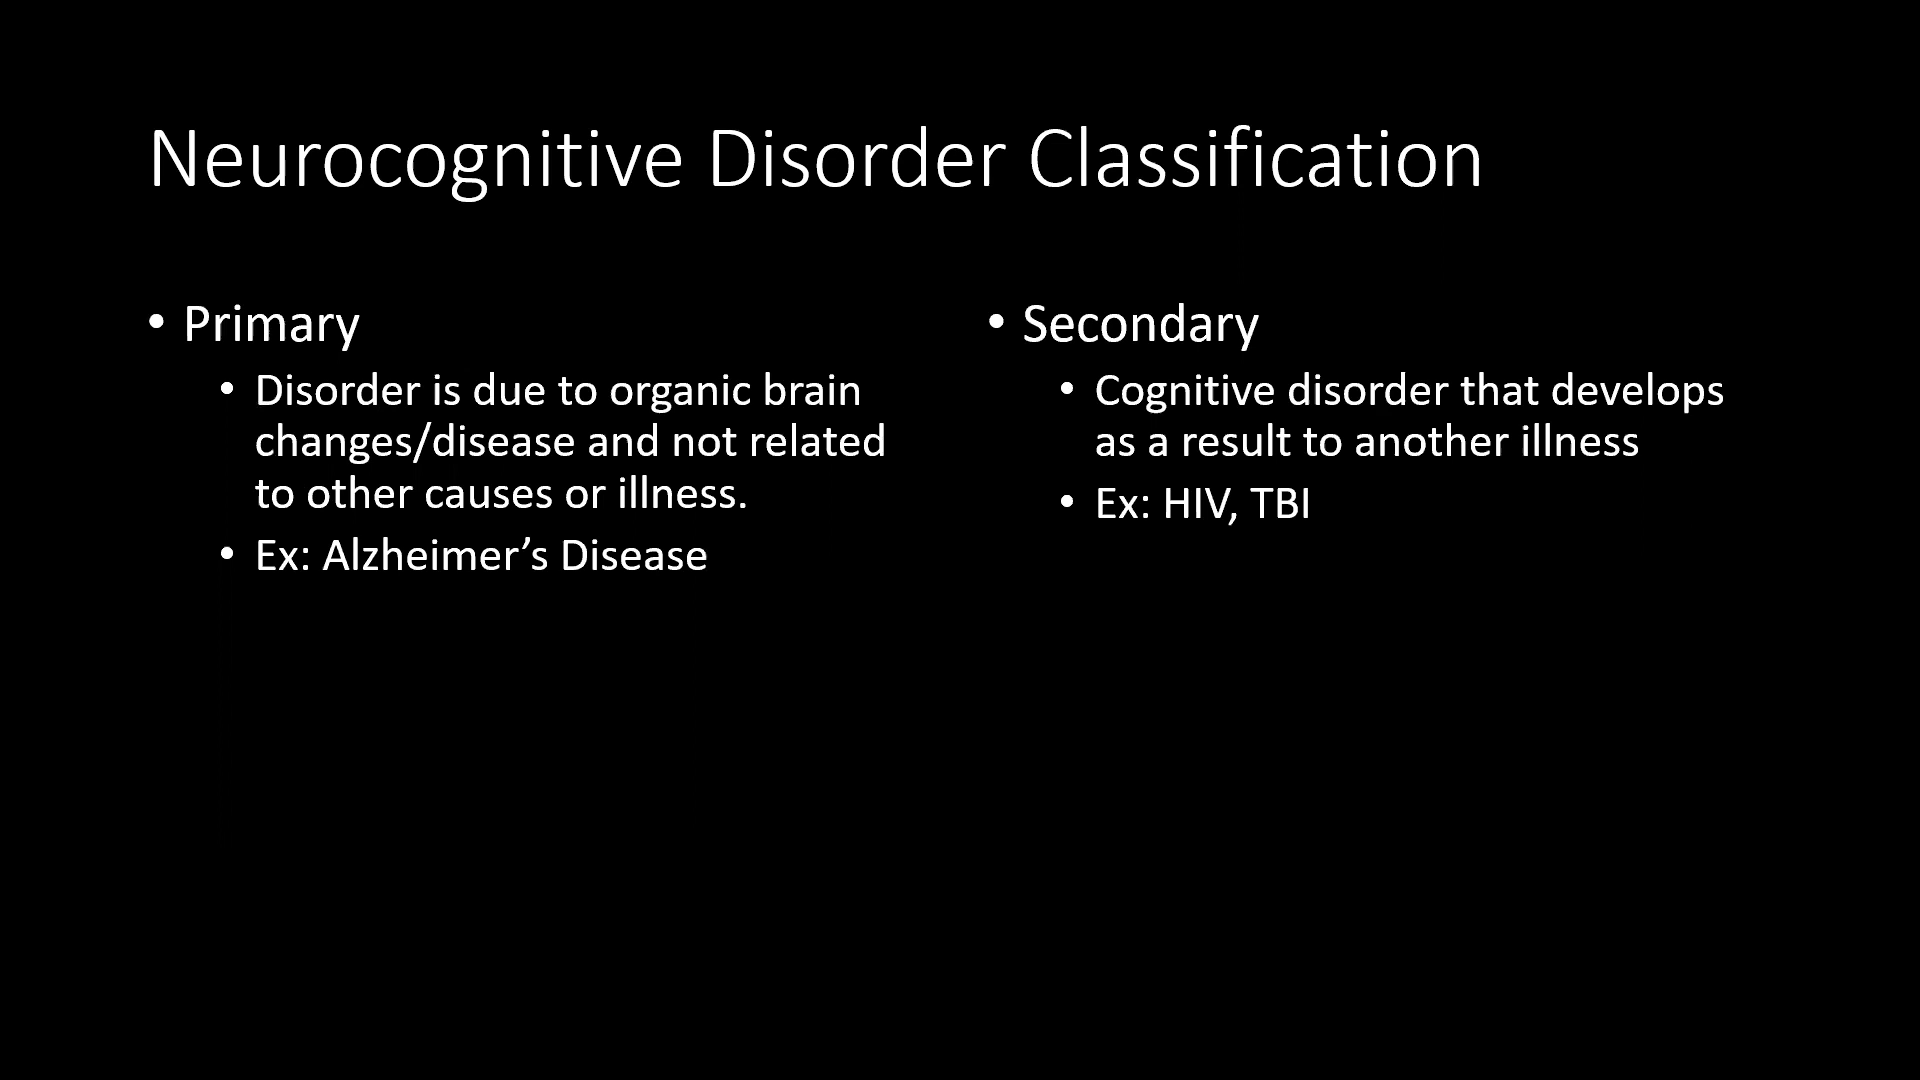 Neurocognitive Disorder Classification
• Primary
• Disorder is due to organic brain
changes/disease and not related
to other causes or illness.
• Ex: Alzheimer’s Disease
• Secondary
• Cognitive disorder that develops
as a result to another illness
• Ex: HIV, TBI